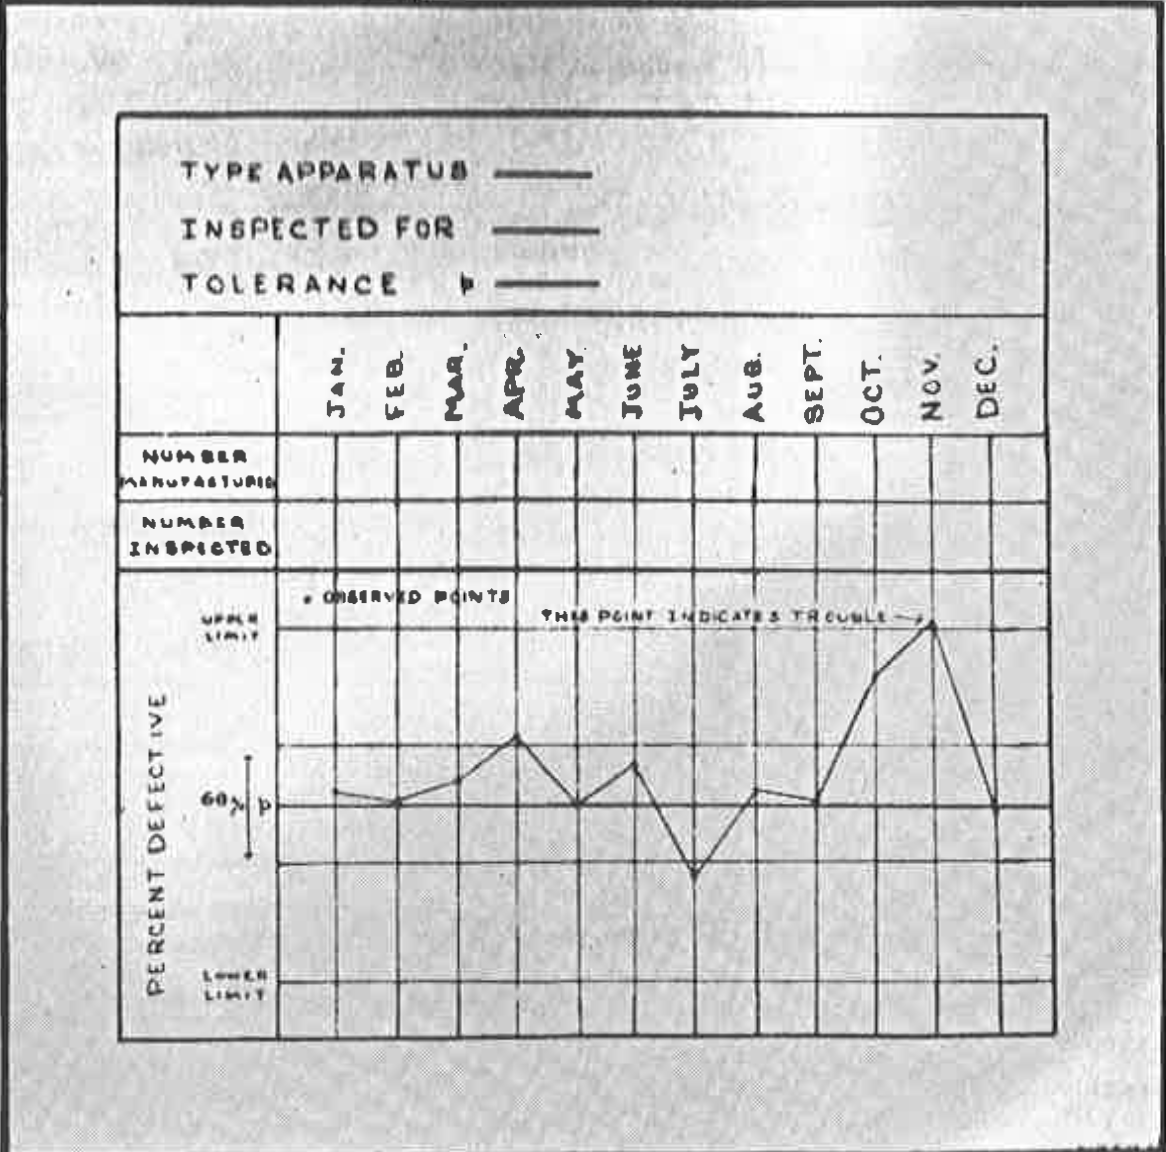 TYPE APPARATUS
INSPECTED FOR
TOLERANCE p
JAN. FEB. MAR. APR. MAY JUNE JULY AUG. SEPT. OCT. NOV. DEC.
NUMBER
MANUFACTURED
NUMBER
INSPECTED
• OBSERVED POINTS
THIS POINT INDICATES TROUBLE
UPPER
LIMIT
PERCENT DEFECTIVE
60% p
LOWER
LIMIT